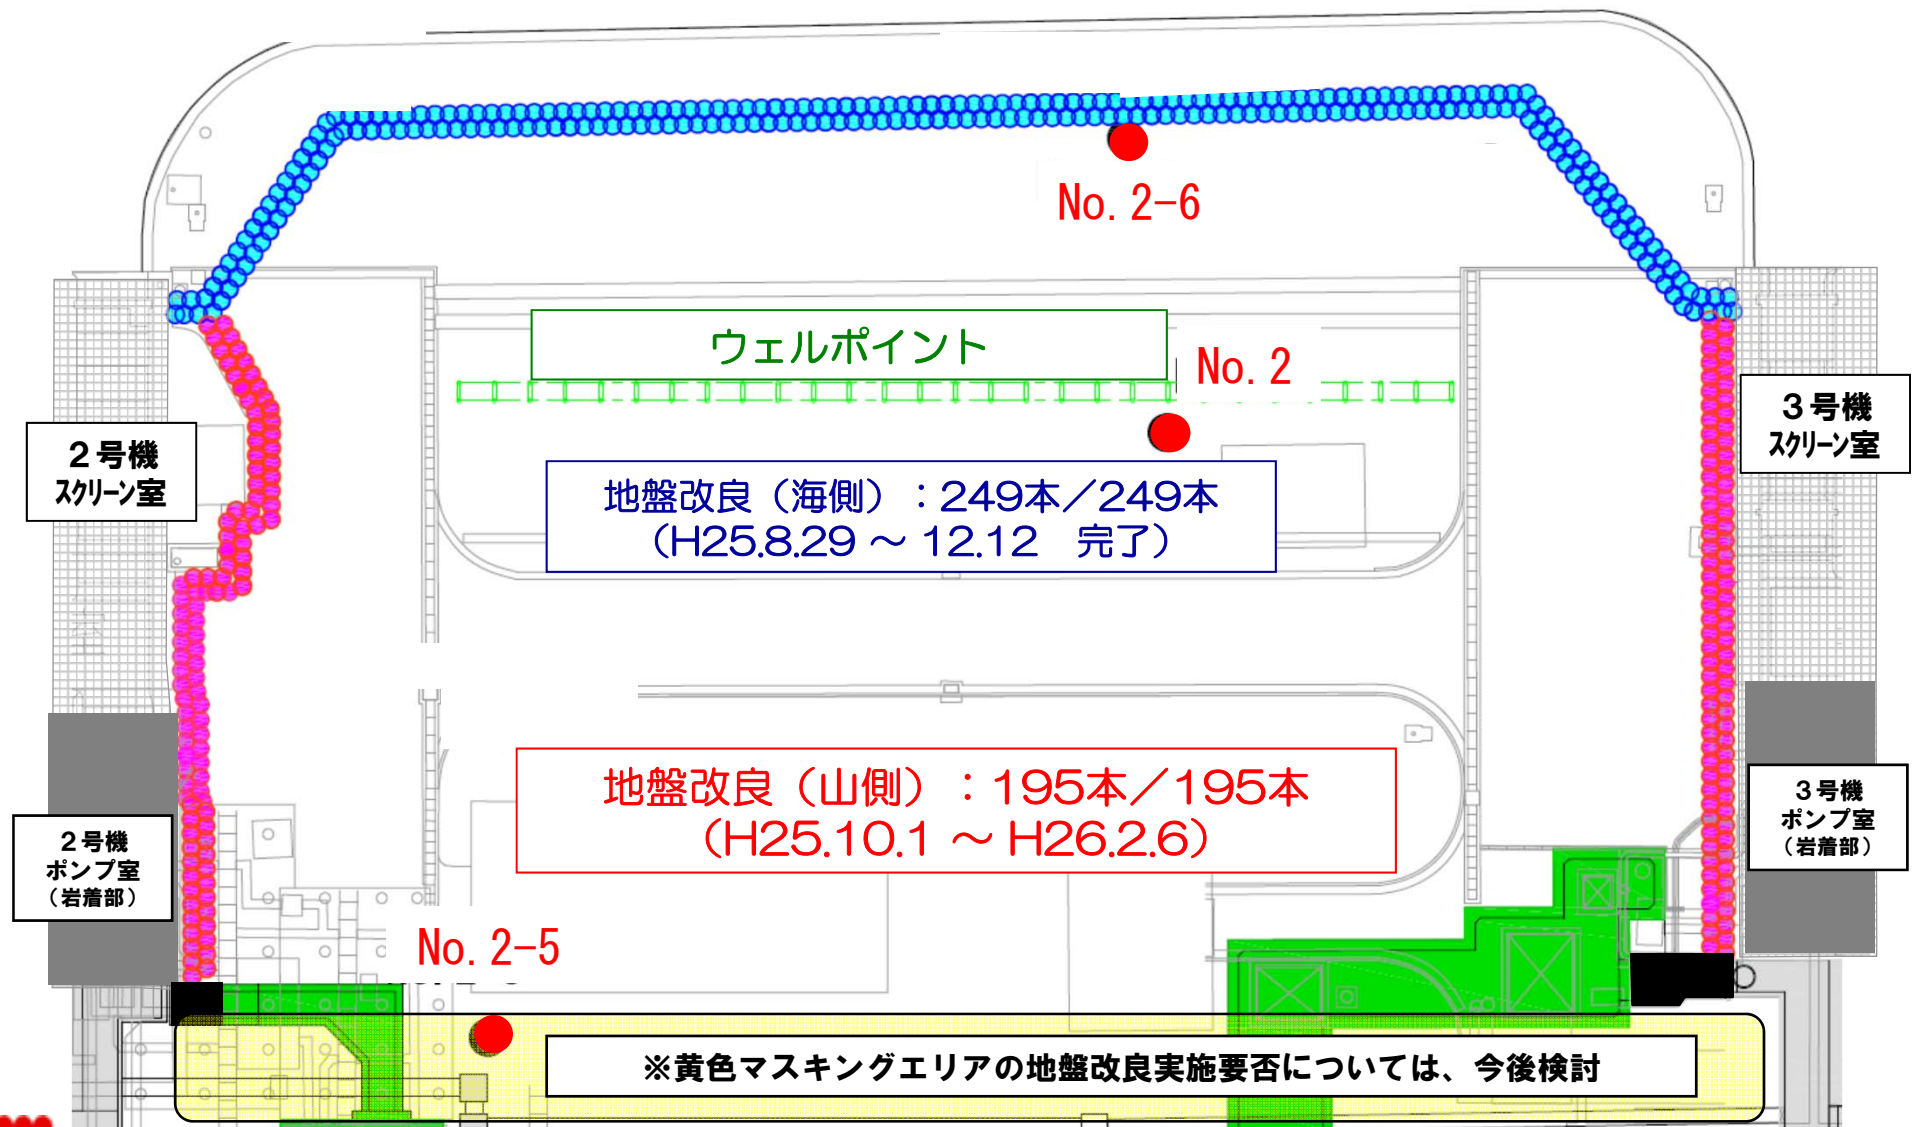 No. 2-6
ウェルポイント
No. 2
2号機
スクリーン室
3号機
スクリーン室
地盤改良（海側）：249本／249本
（H25.8.29 ～ 12.12　完了）
地盤改良（山側）：195本／195本
（H25.10.1 ～ H26.2.6）
2号機
ポンプ室
（岩着部）
3号機
ポンプ室
（岩着部）
No. 2-5
※黄色マスキングエリアの地盤改良実施要否については、今後検討